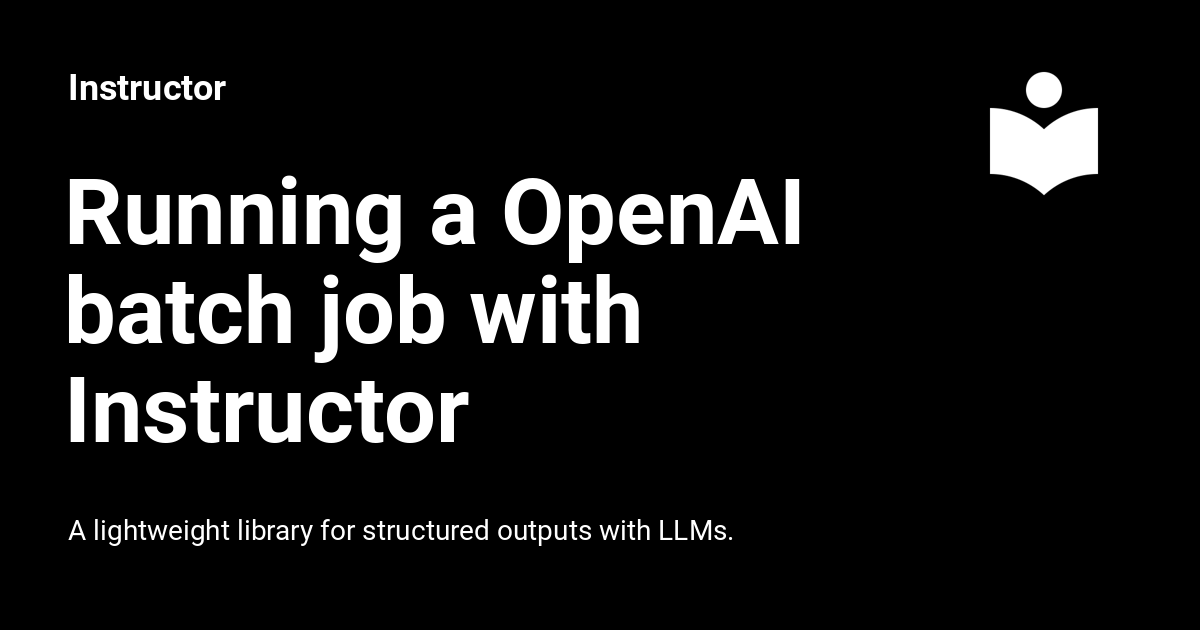 Instructor
Running a OpenAI
batch job with
Instructor
A lightweight library for structured outputs with LLMs.